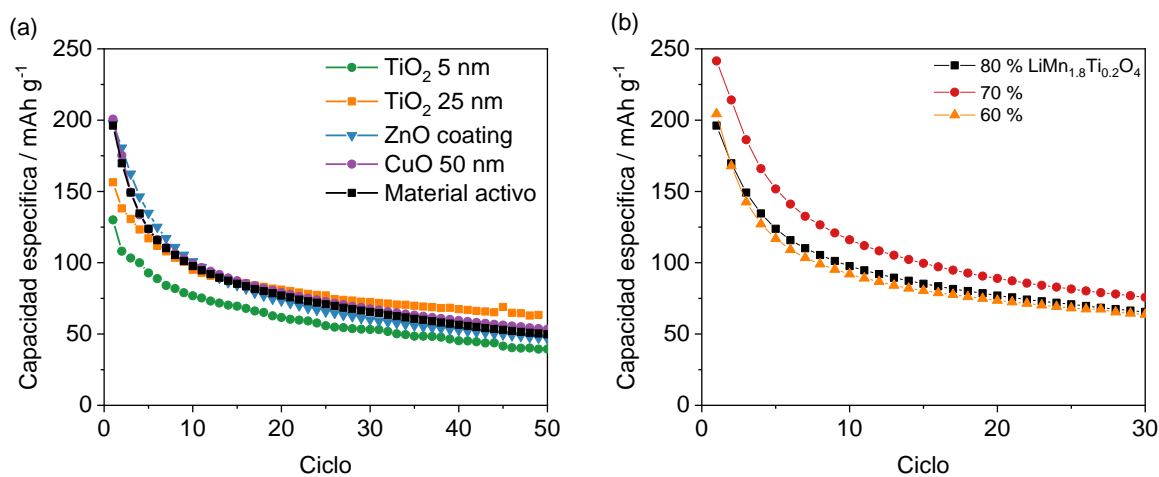 (a)
250
200
150
100
50
0
Capacidad especifica / mAh g⁻¹
TiO₂ 5 nm
TiO₂ 25 nm
ZnO coating
CuO 50 nm
Material activo
0 10 20 30 40 50
Ciclo
(b)
250
200
150
100
50
0
Capacidad especifica / mAh g⁻¹
80 % LiMn₁.₈Ti₀.₂O₄
70 %
60 %
0 10 20 30
Ciclo